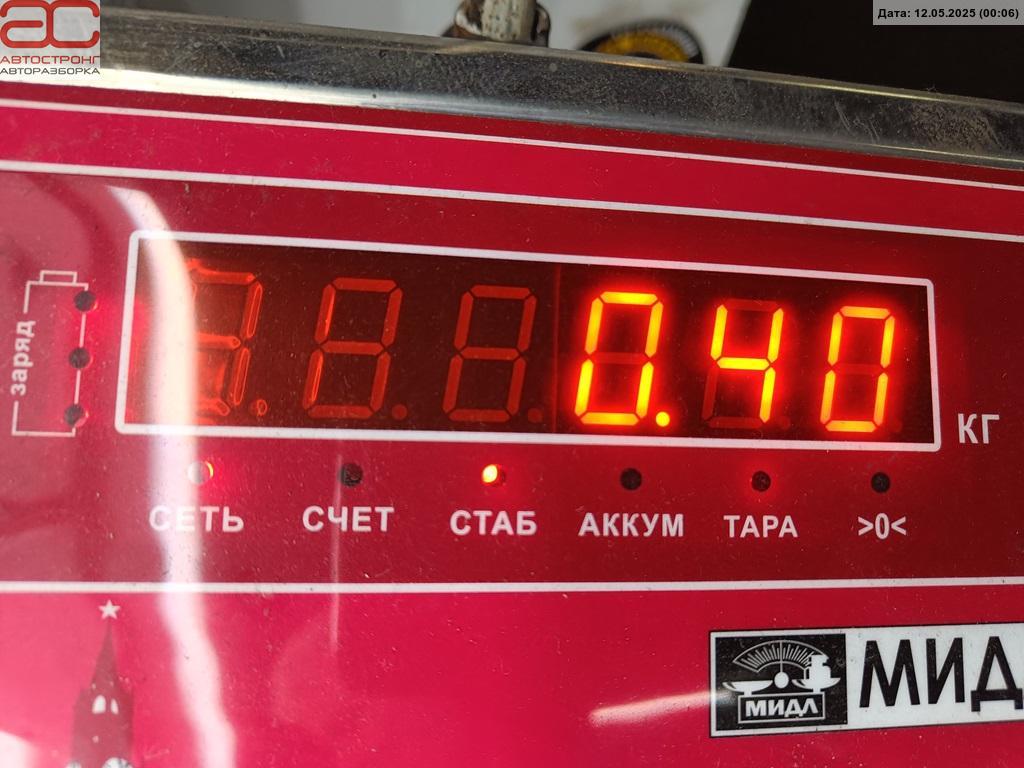 Дата: 12.05.2025 (00:06)
ас
АВТОСТРОНГ
АВТОРАЗБОРКА
заряд
0.40
КГ
СЕТЬ СЧЕТ СТАБ АККУМ ТАРА >0<
МИДЛ
МИД